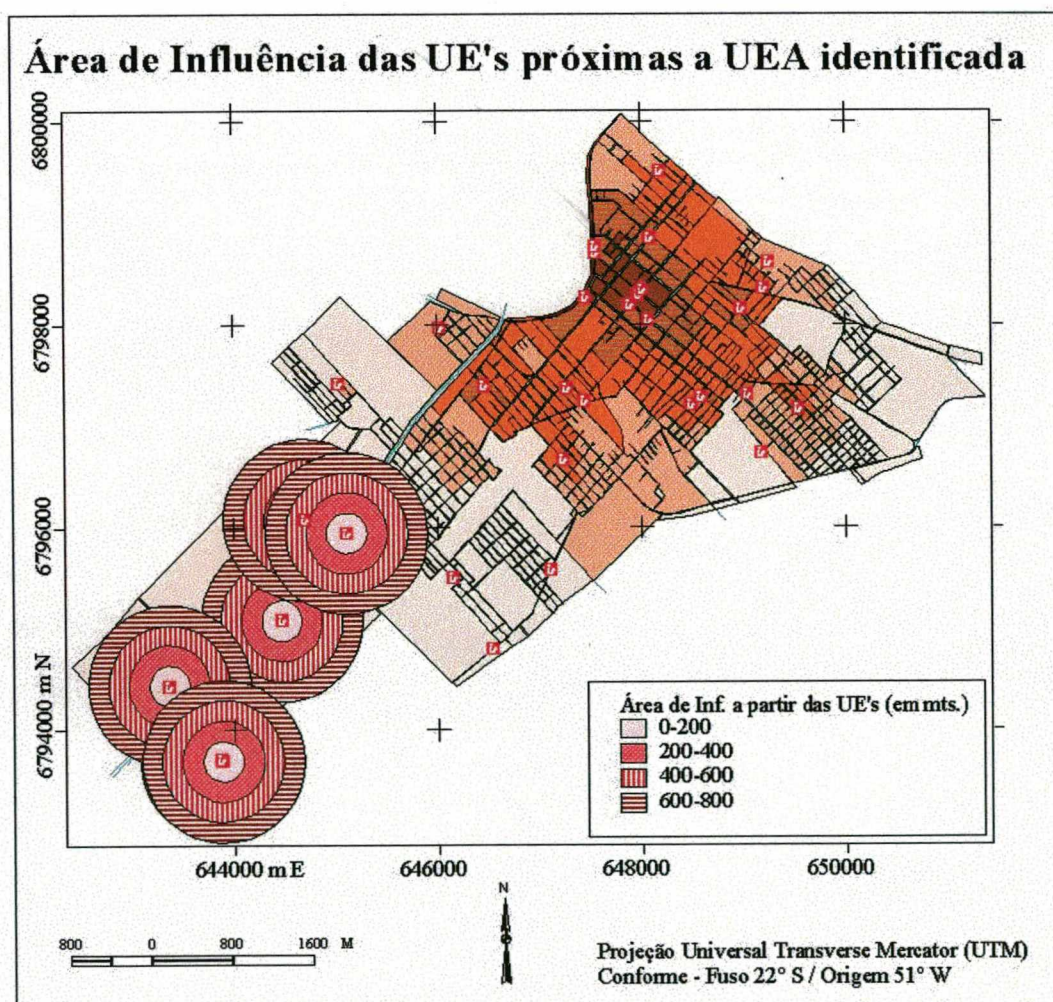 Área de Influência das UE's próximas a UEA identificada
6800000
6798000
6796000
6794000 m N
644000 m E
646000
648000
650000
Área de Inf. a partir das UE's (em mts.)
0-200
200-400
400-600
600-800
N
800 0 800 1600 M
Projeção Universal Transverse Mercator (UTM)
Conforme - Fuso 22° S / Origem 51° W